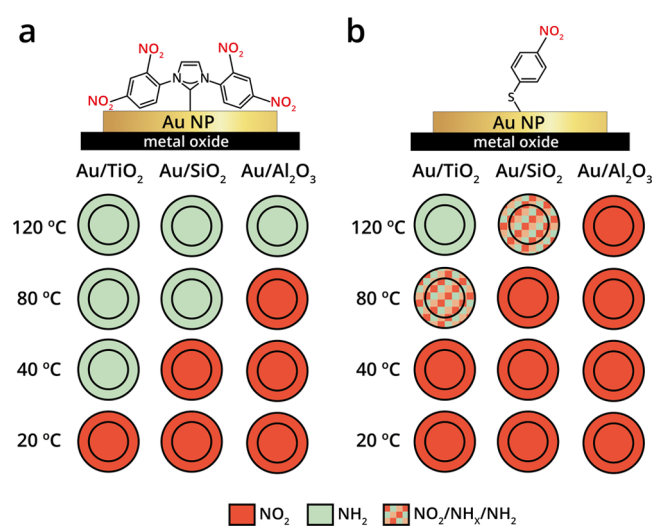 a
NO2
NO2
NO2
NO2
N
N
Au NP
metal oxide
Au/TiO2 Au/SiO2 Au/Al2O3
120 ºC
80 ºC
40 ºC
20 ºC
b
NO2
S
Au NP
metal oxide
Au/TiO2 Au/SiO2 Au/Al2O3
120 ºC
80 ºC
40 ºC
20 ºC
NO2 NH2 NO2/NHX/NH2